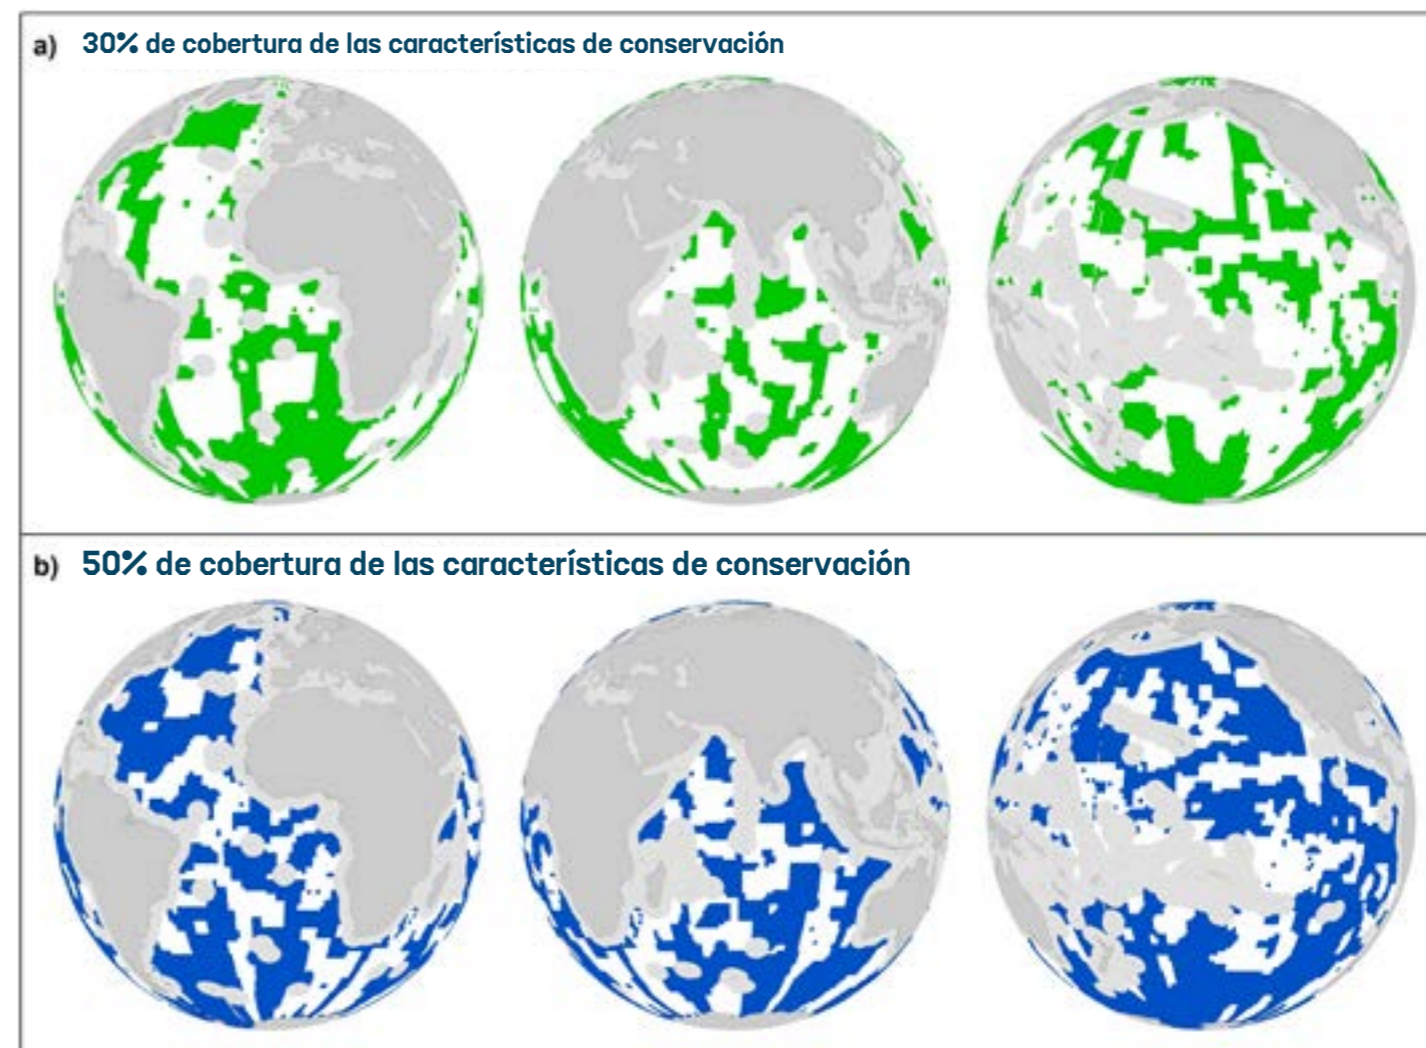 a) 30% de cobertura de las características de conservación
b) 50% de cobertura de las características de conservación